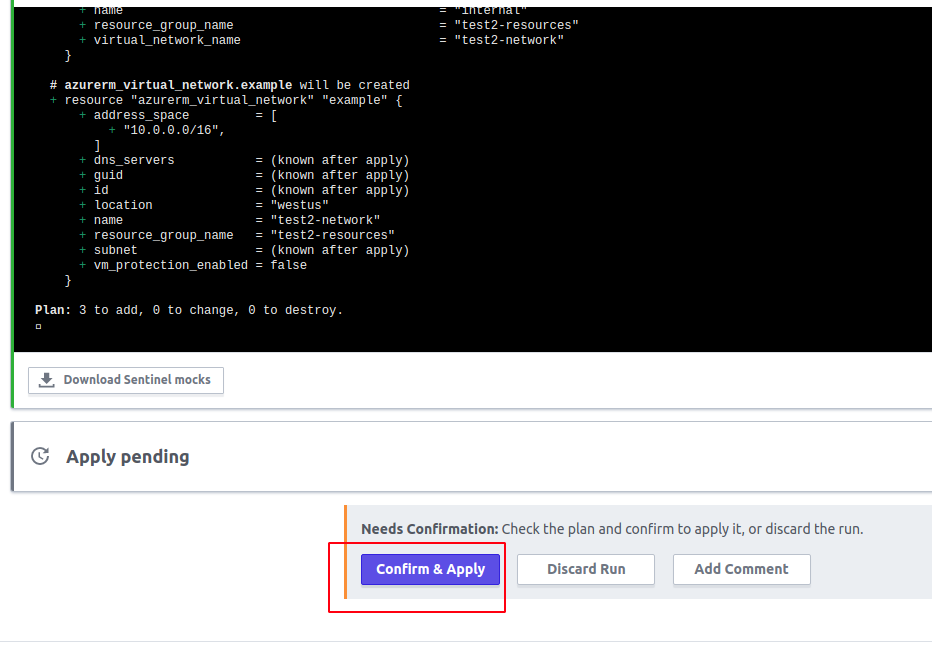 + name = "internal"
+ resource_group_name = "test2-resources"
+ virtual_network_name = "test2-network"
}
# azurerm_virtual_network.example will be created
+ resource "azurerm_virtual_network" "example" {
+ address_space = [
+ "10.0.0.0/16",
]
+ dns_servers = (known after apply)
+ guid = (known after apply)
+ id = (known after apply)
+ location = "westus"
+ name = "test2-network"
+ resource_group_name = "test2-resources"
+ subnet = (known after apply)
+ vm_protection_enabled = false
}
Plan: 3 to add, 0 to change, 0 to destroy.
Download Sentinel mocks
Apply pending
Needs Confirmation: Check the plan and confirm to apply it, or discard the run.
Confirm & Apply Discard Run Add Comment